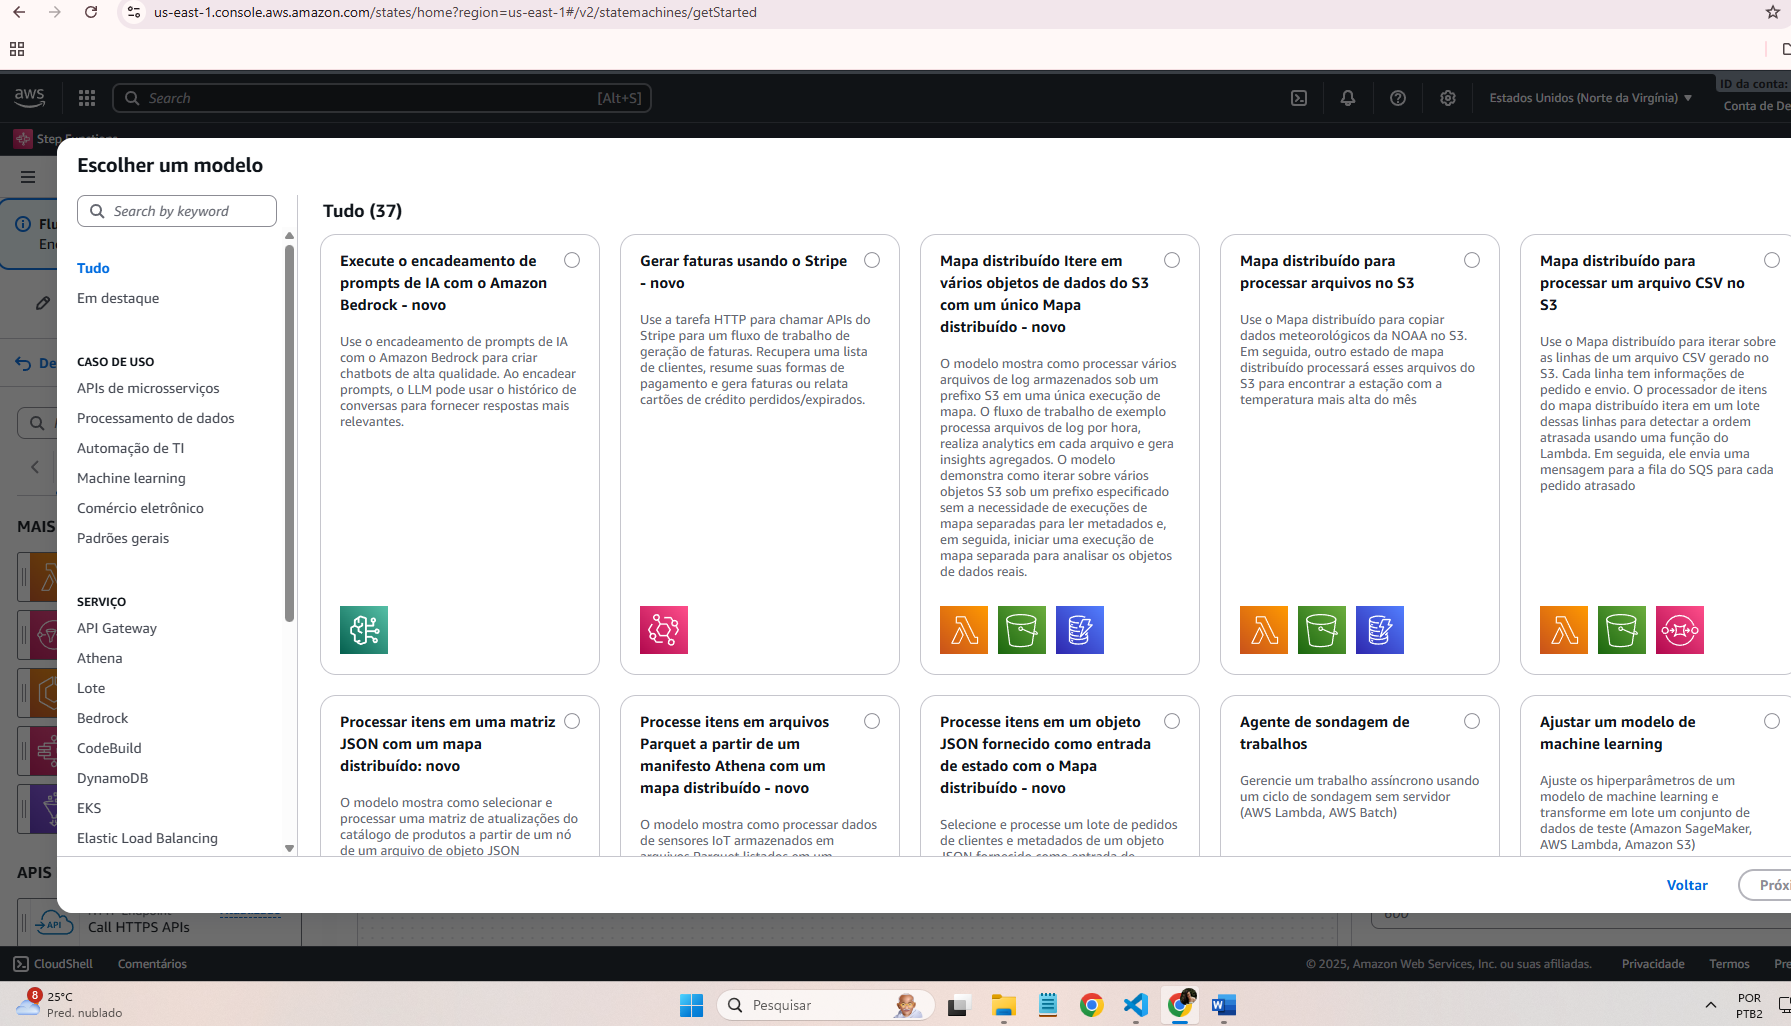 us-east-1.console.aws.amazon.com/states/home?region=us-east-1#/v2/statemachines/getStarted
aws
Search
[Alt+S]
Estados Unidos (Norte da Virgínia)
ID da conta:
Conta de De
Step Functions
Escolher um modelo
Search by keyword
Tudo
Em destaque
CASO DE USO
APIs de microsserviços
Processamento de dados
Automação de TI
Machine learning
Comércio eletrônico
Padrões gerais
SERVIÇO
API Gateway
Athena
Lote
Bedrock
CodeBuild
DynamoDB
EKS
Elastic Load Balancing
Tudo (37)
Execute o encadeamento de
prompts de IA com o Amazon
Bedrock - novo
Use o encadeamento de prompts de IA
com o Amazon Bedrock para criar
chatbots de alta qualidade. Ao encadear
prompts, o LLM pode usar o histórico de
conversas para fornecer respostas mais
relevantes.
Gerar faturas usando o Stripe
- novo
Use a tarefa HTTP para chamar APIs do
Stripe para um fluxo de trabalho de
geração de faturas. Recupera uma lista
de clientes, resume suas formas de
pagamento e gera faturas ou relata
cartões de crédito perdidos/expirados.
Mapa distribuído Itere em
vários objetos de dados do S3
com um único Mapa
distribuído - novo
O modelo mostra como processar vários
arquivos de log armazenados sob um
prefixo S3 em uma única execução de
mapa. O fluxo de trabalho de exemplo
processa arquivos de log por hora,
realiza analytics em cada arquivo e gera
insights agregados. O modelo
demonstra como iterar sobre vários
objetos S3 sob um prefixo especificado
sem a necessidade de execuções de
mapa separadas para ler metadados e,
em seguida, iniciar uma execução de
mapa separada para analisar os objetos
de dados reais.
Mapa distribuído para
processar arquivos no S3
Use o Mapa distribuído para copiar
dados meteorológicos da NOAA no S3.
Em seguida, outro estado de mapa
distribuído processará esses arquivos do
S3 para encontrar a estação com a
temperatura mais alta do mês
Mapa distribuído para
processar um arquivo CSV no
S3
Use o Mapa distribuído para iterar sobre
as linhas de um arquivo CSV gerado no
S3. Cada linha tem informações de
pedido e envio. O processador de itens
do mapa distribuído itera em um lote
dessas linhas para detectar a ordem
atrasada usando uma função do
Lambda. Em seguida, ele envia uma
mensagem para a fila do SQS para cada
pedido atrasado
Processar itens em uma matriz
JSON com um mapa
distribuído: novo
O modelo mostra como selecionar e
processar uma matriz de atualizações do
catálogo de produtos a partir de um nó
de um arquivo de objeto JSON
Processe itens em arquivos
Parquet a partir de um
manifesto Athena com um
mapa distribuído - novo
O modelo mostra como processar dados
de sensores IoT armazenados em
arquivos Parquet listados em um
Processe itens em um objeto
JSON fornecido como entrada
de estado com o Mapa
distribuído - novo
Selecione e processe um lote de pedidos
de clientes e metadados de um objeto
JSON fornecido como entrada de
Agente de sondagem de
trabalhos
Gerencie um trabalho assíncrono usando
um ciclo de sondagem sem servidor
(AWS Lambda, AWS Batch)
Ajustar um modelo de
machine learning
Ajuste os hiperparâmetros de um
modelo de machine learning e
transforme em lote um conjunto de
dados de teste (Amazon SageMaker,
AWS Lambda, Amazon S3)
Voltar
Próxi
Flu
En
De
MAIS
APIS
API
HTTP Endpoint
Call HTTPS APIs
600
CloudShell
Comentários
© 2025, Amazon Web Services, Inc. ou suas afiliadas.
Privacidade
Termos
Pre
8
25°C
Pred. nublado
Pesquisar
POR
PTB2